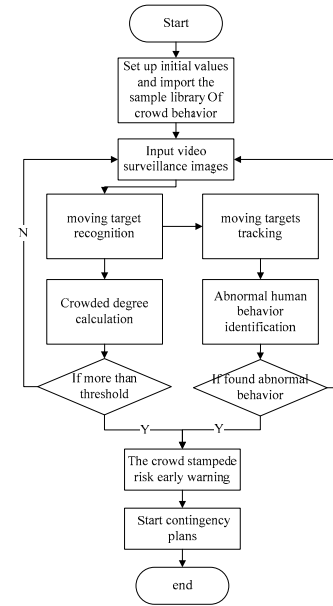 Start
Set up initial values
and import the
sample library Of
crowd behavior
Input video
surveillance images
N
moving target
recognition
moving targets
tracking
Crowded degree
calculation
Abnormal human
behavior
identification
If more than
threshold
If found abnormal
behavior
Y
Y
The crowd stampede
risk early warning
Start contingency
plans
end